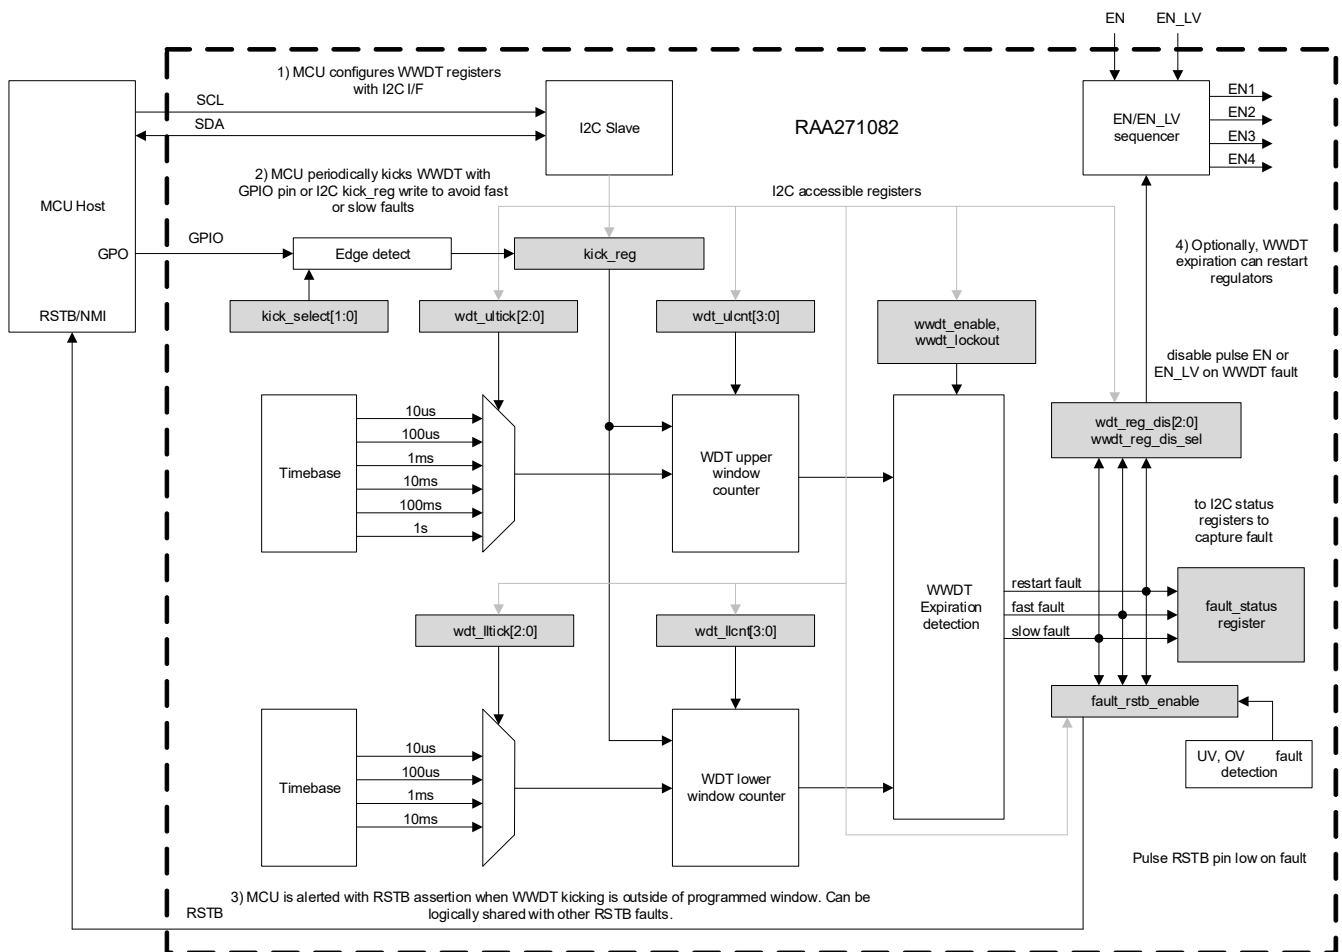 EN
EN_LV
1) MCU configures WWDT registers
with I2C I/F
SCL
SDA
I2C Slave
RAA271082
EN/EN_LV
sequencer
EN1
EN2
EN3
EN4
MCU Host
2) MCU periodically kicks WWDT with
GPIO pin or I2C kick_reg write to avoid fast
or slow faults
I2C accessible registers
GPO
GPIO
Edge detect
kick_reg
4) Optionally, WWDT
expiration can restart
regulators
RSTB/NMI
kick_select[1:0]
wdt_ultick[2:0]
wdt_ulcnt[3:0]
wwdt_enable,
wwdt_lockout
disable pulse EN or
EN_LV on WWDT fault
Timebase
10us
100us
1ms
10ms
100ms
1s
WDT upper
window
counter
wdt_reg_dis[2:0]
wwdt_reg_dis_sel
to I2C status
registers to
capture fault
WWDT
Expiration
detection
restart fault
fast fault
slow fault
fault_status
register
wdt_lltick[2:0]
wdt_llcnt[3:0]
fault_rstb_enable
Timebase
10us
100us
1ms
10ms
WDT lower
window counter
UV, OV fault
detection
Pulse RSTB pin low on fault
3) MCU is alerted with RSTB assertion when WWDT kicking is outside of programmed window. Can be
logically shared with other RSTB faults.
RSTB